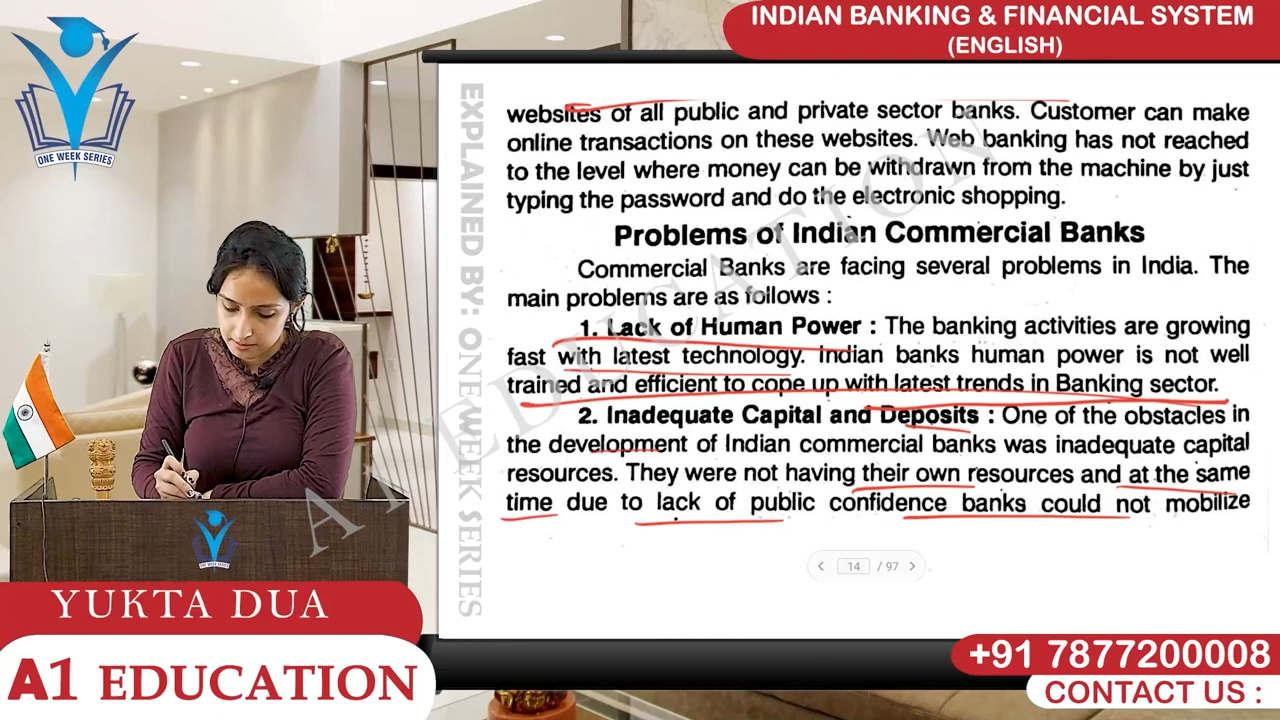 INDIAN BANKING & FINANCIAL SYSTEM
(ENGLISH)
ONE WEEK SERIES
EXPLAINED BY: ONE WEEK SERIES
websites of all public and private sector banks. Customer can make
online transactions on these websites. Web banking has not reached
to the level where money can be withdrawn from the machine by just
typing the password and do the electronic shopping.
Problems of Indian Commercial Banks
Commercial Banks are facing several problems in India. The
main problems are as follows :
1. Lack of Human Power : The banking activities are growing
fast with latest technology. Indian banks human power is not well
trained and efficient to cope up with latest trends in Banking sector.
2. Inadequate Capital and Deposits : One of the obstacles in
the development of Indian commercial banks was inadequate capital
resources. They were not having their own resources and at the same
time due to lack of public confidence banks could not mobilize
A1 EDUCATION
14 / 97
ONE WEEK SERIES
YUKTA DUA
A1 EDUCATION
+91 7877200008
CONTACT US :